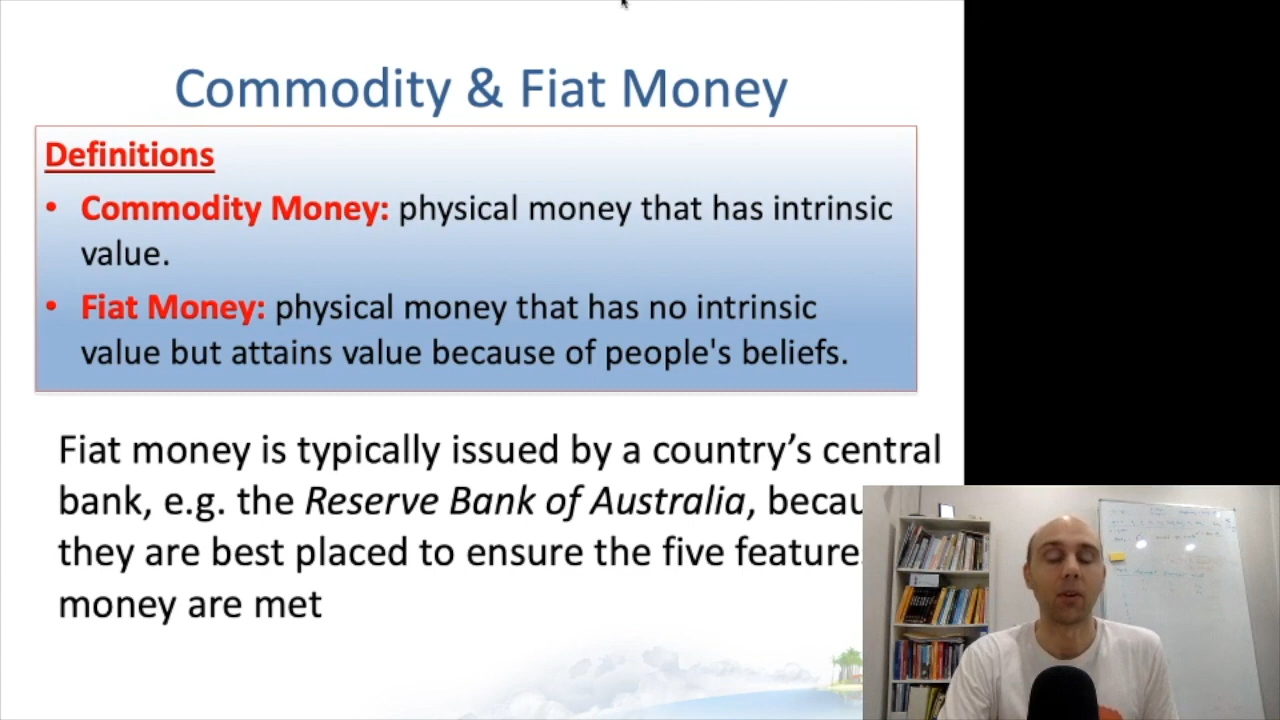 Commodity & Fiat Money
Definitions
• Commodity Money: physical money that has intrinsic
value.
• Fiat Money: physical money that has no intrinsic
value but attains value because of people's beliefs.
Fiat money is typically issued by a country’s central
bank, e.g. the Reserve Bank of Australia, becau
they are best placed to ensure the five feature
money are met